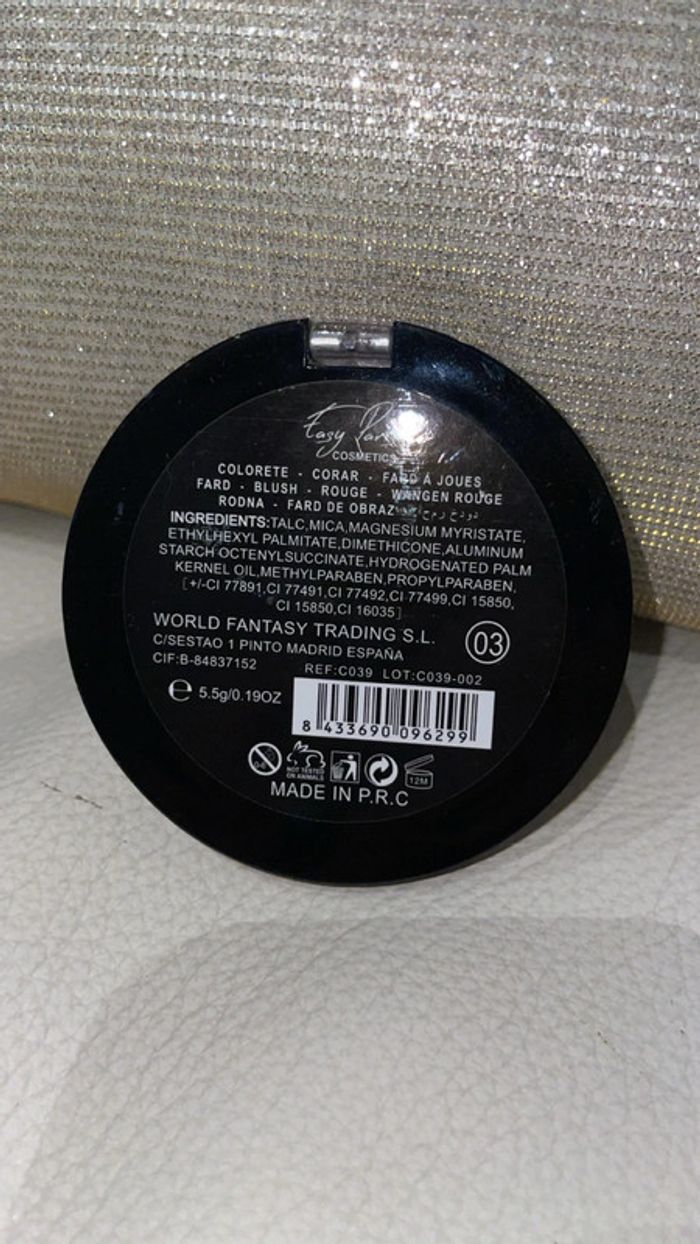 Eazy
COSMETICS
COLORETE - CORAR - FARD À JOUES
FARD - BLUSH - ROUGE - WANGEN ROUGE
RODNA - FARD DE OBRAZ
INGREDIENTS:TALC,MICA,MAGNESIUM MYRISTATE,
ETHYLHEXYL PALMITATE,DIMETHICONE,ALUMINUM
STARCH OCTENYLSUCCINATE,HYDROGENATED PALM
KERNEL OIL,METHYLPARABEN,PROPYLPARABEN,
[+/-CI 77891,CI 77491,CI 77492,CI 77499,CI 15850,
CI 15850,CI 16035]
WORLD FANTASY TRADING S.L.
03
C/SESTAO 1 PINTO MADRID ESPAÑA
CIF:B-84837152
REF:C039 LOT:C039-002
e 5.5g/0.19OZ
8 433690 096299
0-3
NOT TESTED
ON ANIMALS
12M
MADE IN P.R.C